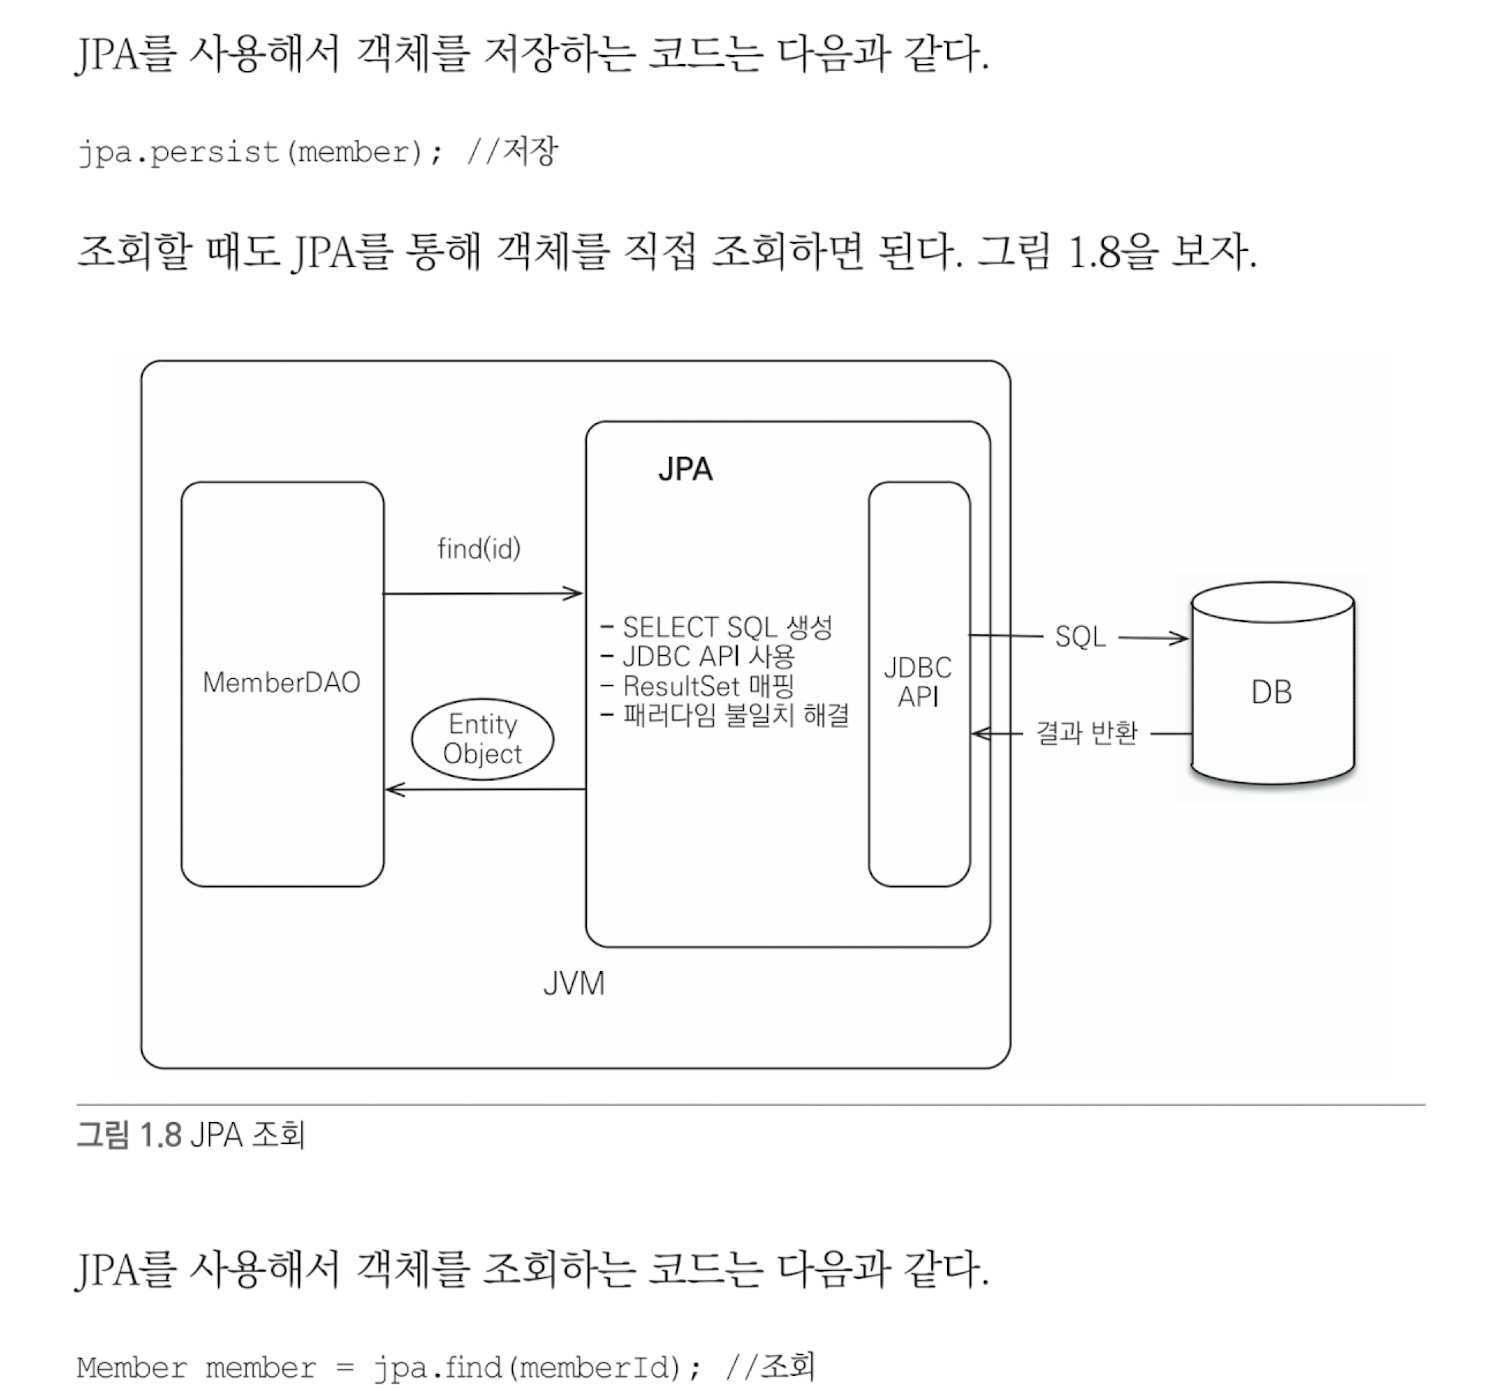 JPA를 사용해서 객체를 저장하는 코드는 다음과 같다.
jpa.persist(member); //저장
조회할 때도 JPA를 통해 객체를 직접 조회하면 된다. 그림 1.8을 보자.
JPA
find(id)
MemberDAO
Entity
Object
- SELECT SQL 생성
- JDBC API 사용
- ResultSet 매핑
- 패러다임 불일치 해결
JDBC
API
SQL
결과 반환
DB
JVM
그림 1.8 JPA 조회
JPA를 사용해서 객체를 조회하는 코드는 다음과 같다.
Member member = jpa.find(memberId); //조회